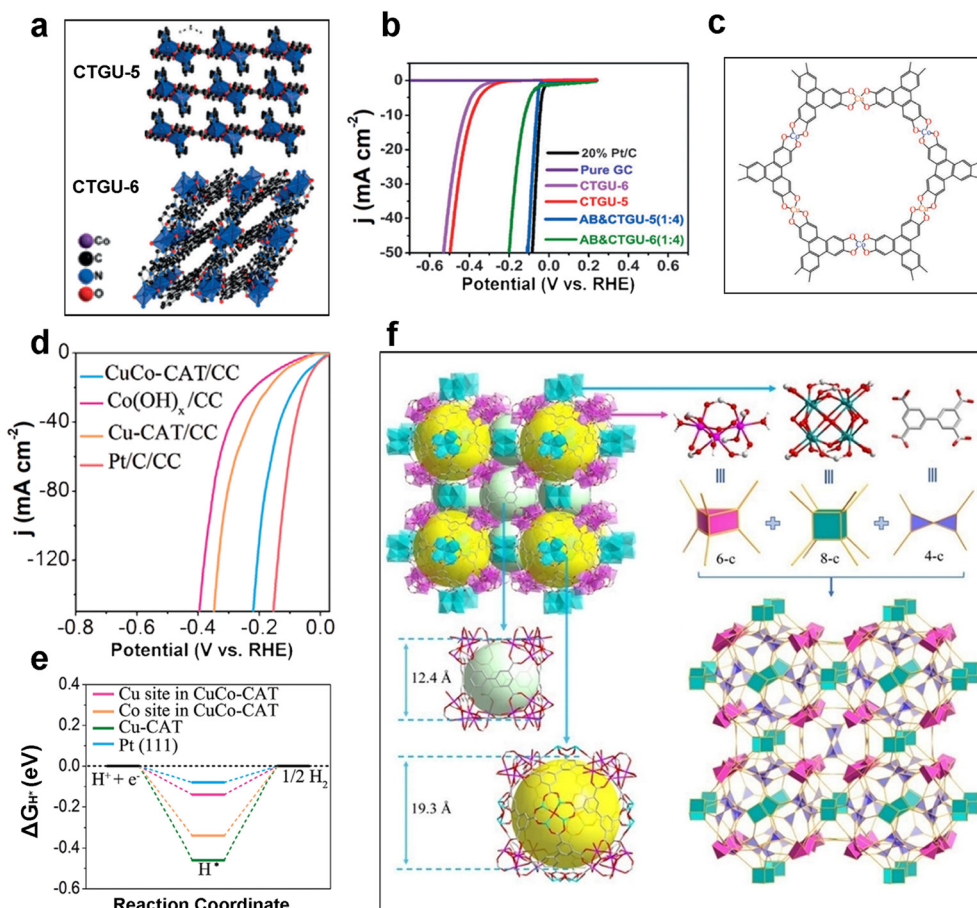 a
CTGU-5
CTGU-6
Co
C
N
O
b
j (mA cm-2)
0
-10
-20
-30
-40
-50
-0.6
-0.4
-0.2
0.0
0.2
0.4
0.6
Potential (V vs. RHE)
20% Pt/C
Pure GC
CTGU-6
CTGU-5
AB&CTGU-5(1:4)
AB&CTGU-6(1:4)
c
d
j (mA cm-2)
0
-40
-80
-120
-0.8
-0.6
-0.4
-0.2
0.0
Potential (V vs. RHE)
CuCo-CAT/CC
Co(OH)x/CC
Cu-CAT/CC
Pt/C/CC
e
ΔGH* (eV)
0.4
0.2
0.0
-0.2
-0.4
-0.6
Cu site in CuCo-CAT
Co site in CuCo-CAT
Cu-CAT
Pt (111)
H+ + e-
1/2 H2
H*
Reaction Coordinate
f
6-c
8-c
4-c
12.4 Å
19.3 Å